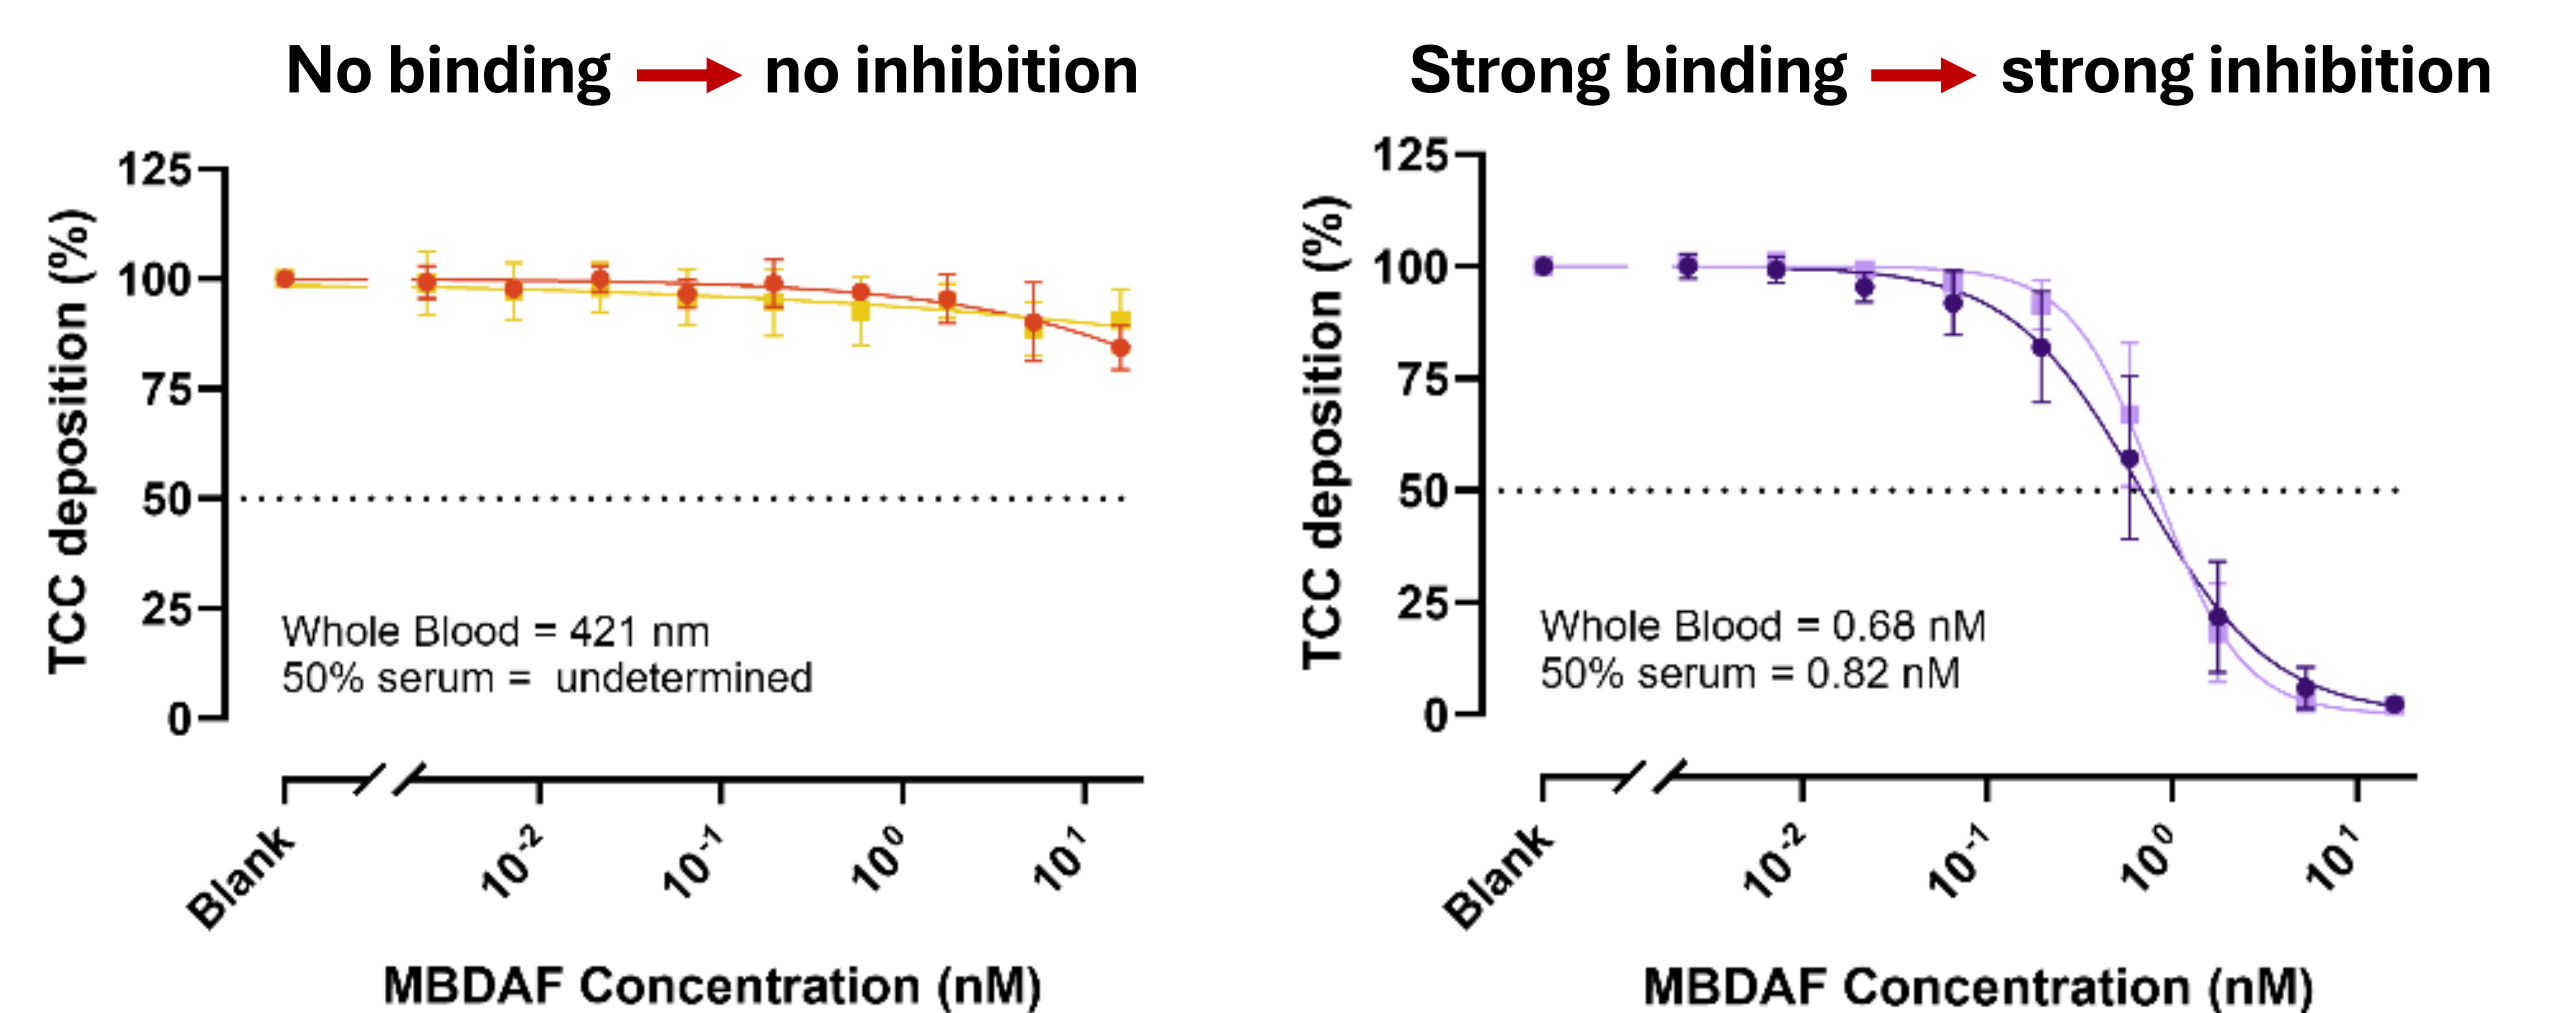 No binding → no inhibition
125
100
75
50
25
0
TCC deposition (%)
Whole Blood = 421 nm
50% serum = undetermined
Blank
10⁻²
10⁻¹
10⁰
10¹
MBDAF Concentration (nM)
Strong binding → strong inhibition
125
100
75
50
25
0
TCC deposition (%)
Whole Blood = 0.68 nM
50% serum = 0.82 nM
Blank
10⁻²
10⁻¹
10⁰
10¹
MBDAF Concentration (nM)